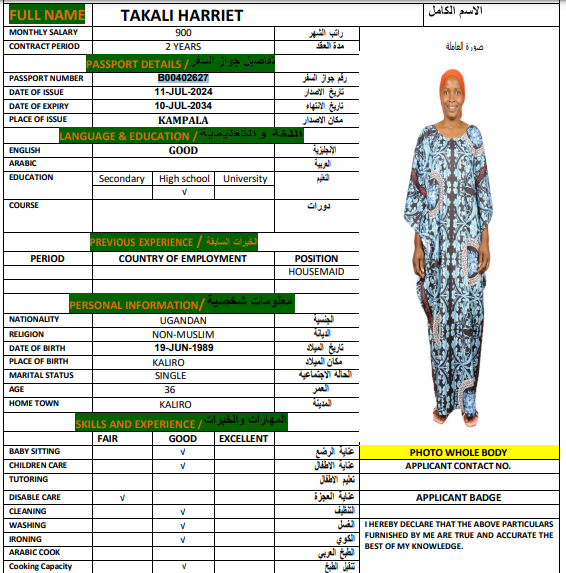 FULL NAME TAKALI HARRIET الاسم الكامل
MONTHLY SALARY 900 راتب الشهر
CONTRACT PERIOD 2 YEARS مدة العقد
صورة العاملة
PASSPORT DETAILS / تفاصيل جواز السفر
PASSPORT NUMBER B00402627 رقم جواز السفر
DATE OF ISSUE 11-JUL-2024 تاريخ الاصدار
DATE OF EXPIRY 10-JUL-2034 تاريخ الانتهاء
PLACE OF ISSUE KAMPALA مكان الاصدار
LANGUAGE & EDUCATION / اللغة و التعليمية
ENGLISH GOOD الإنجليزية
ARABIC العربية
EDUCATION Secondary High school University التعليم
√
COURSE دورات
PREVIOUS EXPERIENCE / الخبرات السابقة
PERIOD COUNTRY OF EMPLOYMENT POSITION
HOUSEMAID
PERSONAL INFORMATION/ معلومات شخصية
NATIONALITY UGANDAN الجنسية
RELIGION NON-MUSLIM الديانة
DATE OF BIRTH 19-JUN-1989 تاريخ الميلاد
PLACE OF BIRTH KALIRO مكان الميلاد
MARITAL STATUS SINGLE الحالة الاجتماعية
AGE 36 العمر
HOME TOWN KALIRO المدينة
SKILLS AND EXPERIENCE / المهارات والخبرات
FAIR GOOD EXCELLENT
BABY SITTING √ عناية الرضع
CHILDREN CARE √ عناية الاطفال
TUTORING تعليم الاطفال
DISABLE CARE √ عناية العجزة
CLEANING √ التنظيف
WASHING √ الغسل
IRONING √ الكوي
ARABIC COOK الطبخ العربي
Cooking Capacity √ تتقبل الطبخ
PHOTO WHOLE BODY
APPLICANT CONTACT NO.
APPLICANT BADGE
I HEREBY DECLARE THAT THE ABOVE PARTICULARS
FURNISHED BY ME ARE TRUE AND ACCURATE THE
BEST OF MY KNOWLEDGE.